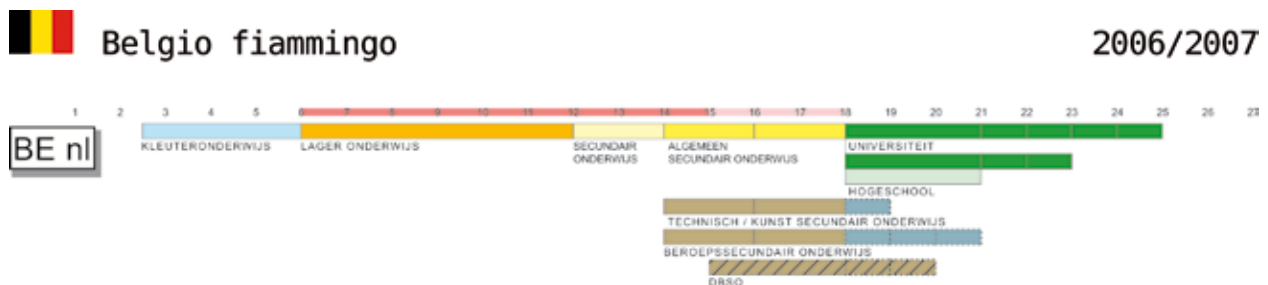 Belgio fiammingo 2006/2007
1 2 3 4 5 6 7 8 9 10 11 12 13 14 15 16 17 18 19 20 21 22 23 24 25 26 27
BE nl
KLEUTERONDERWIJS LAGER ONDERWIJS SECUNDAIR ONDERWIJS ALGEMEEN SECUNDAIR ONDERWIJS UNIVERSITEIT
HOGESCHOOL
TECHNISCH / KUNST SECUNDAIR ONDERWIJS
BEROEPSSECUNDAIR ONDERWIJS
DBSO